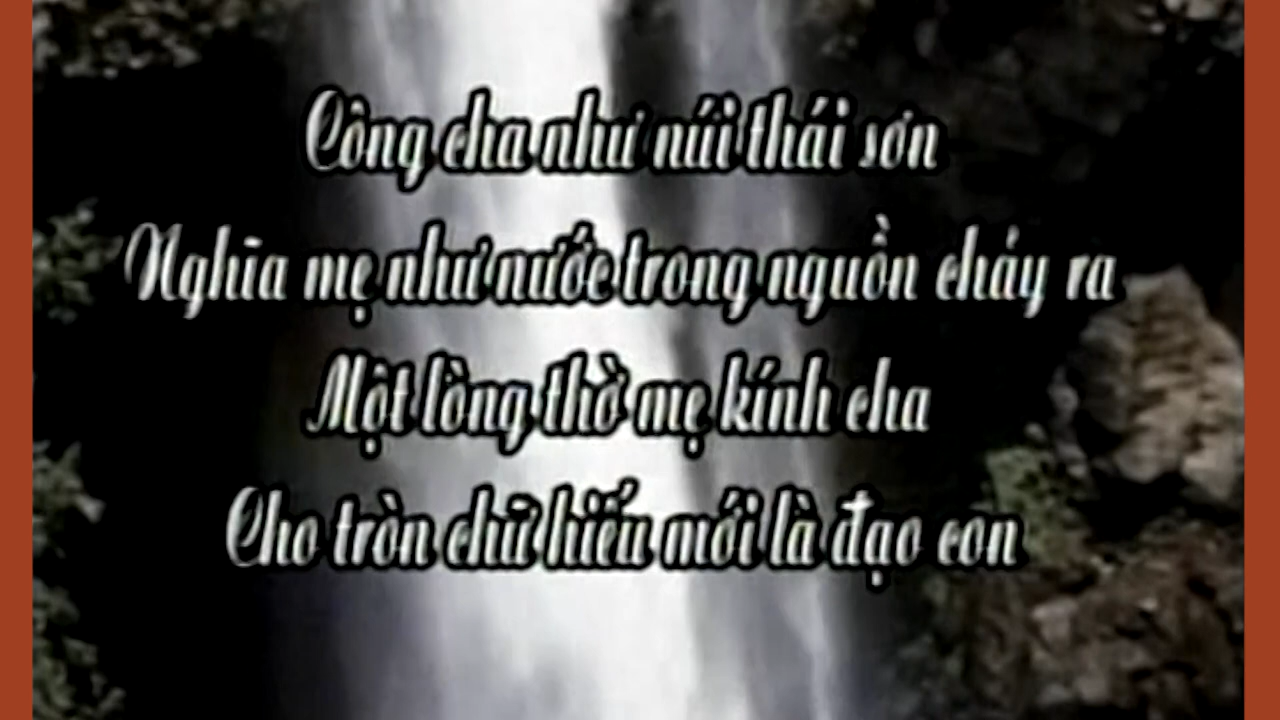 Công cha như núi thái sơn
Nghĩa mẹ như nước trong nguồn chảy ra
Một lòng thờ mẹ kính cha
Cho tròn chữ hiếu mới là đạo con